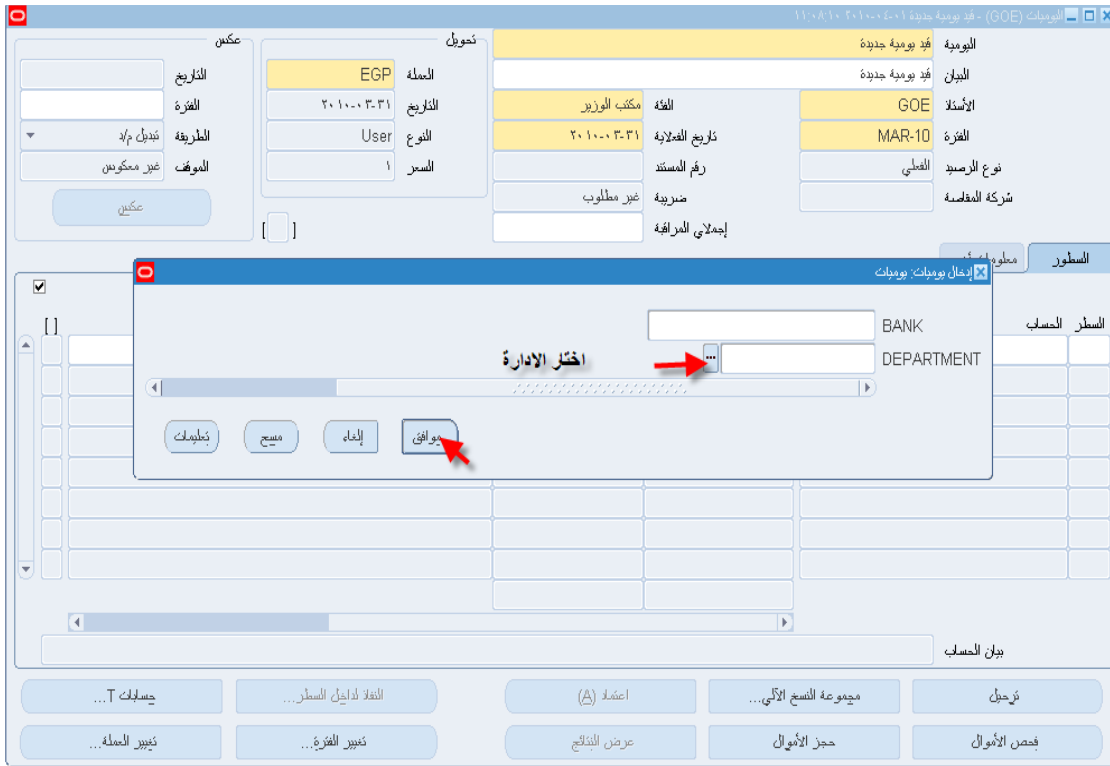 اليوميات (GOE) - قيد يومية جديدة ٠١-٠٤-٢٠١٠ ١١:٠٨:١٠
اليومية قيد يومية جديدة
البيان قيد يومية جديدة
الأستاذ GOE
الفئة مكتب الوزير
الفترة MAR-10
تاريخ الفعلاية ٣١-٠٣-٢٠١٠
نوع الرصيد الفعلي
رقم المستند
شركة المقاصة
ضريبة غير مطلوب
إجملاي المراقبة
تحويل
العملة EGP
التاريخ ٣١-٠٣-٢٠١٠
النوع User
السعر ١
[ ]
عكس
التاريخ
الفترة
الطريقة تبديل م/د
الموقف غير معكوس
عكس
السطور
السطر الحساب
[ ]
إدخال يوميات: يوميات
BANK
DEPARTMENT ...
اختار الادارة
موافق إلغاء مسح تعليمات
بيان الحساب
ترحيل مجموعة النسخ الآلي... اعتماد (A) النفاذ لداخل السطر... حسابات T...
فحص الأموال حجز الأموال عرض النتائج تغيير الفترة... تغيير العملة...